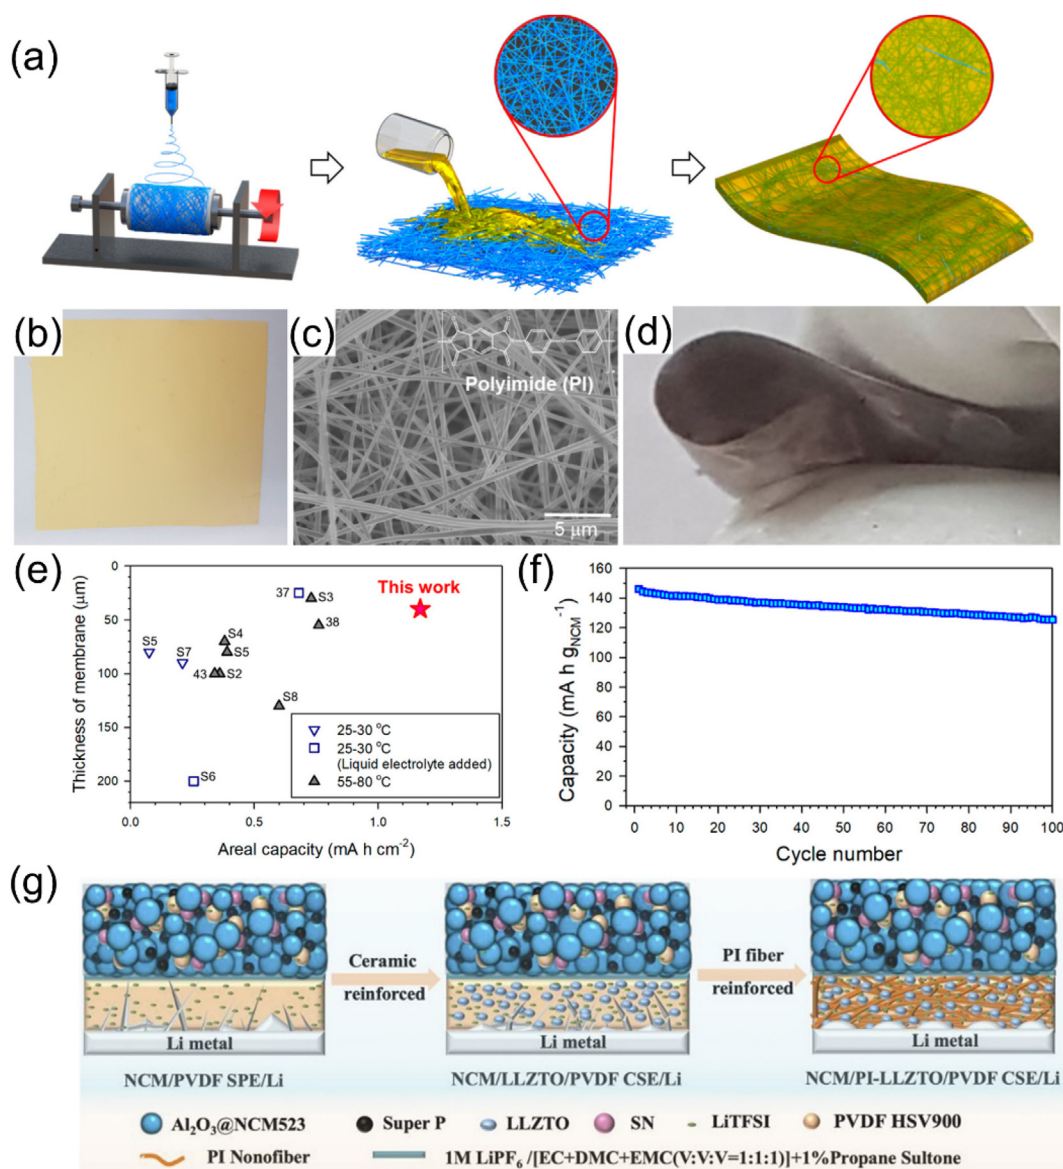 (a)
(b)
(c)
Polyimide (PI)
5 μm
(d)
(e)
Thickness of membrane (μm)
0
50
100
150
200
0.0
0.5
1.0
1.5
Areal capacity (mA h cm⁻²)
This work
37
S3
38
S4
S5
S5
S7
43
S2
S8
S6
25-30 °C
25-30 °C
(Liquid electrolyte added)
55-80 °C
(f)
Capacity (mA h g_NCM⁻¹)
160
140
120
100
80
60
40
20
0
0 10 20 30 40 50 60 70 80 90 100
Cycle number
(g)
Ceramic
reinforced
PI fiber
reinforced
Li metal
Li metal
Li metal
NCM/PVDF SPE/Li
NCM/LLZTO/PVDF CSE/Li
NCM/PI-LLZTO/PVDF CSE/Li
Al₂O₃@NCM523
Super P
LLZTO
SN
LiTFSI
PVDF HSV900
PI Nonofiber
1M LiPF₆ /[EC+DMC+EMC(V:V:V=1:1:1)]+1%Propane Sultone